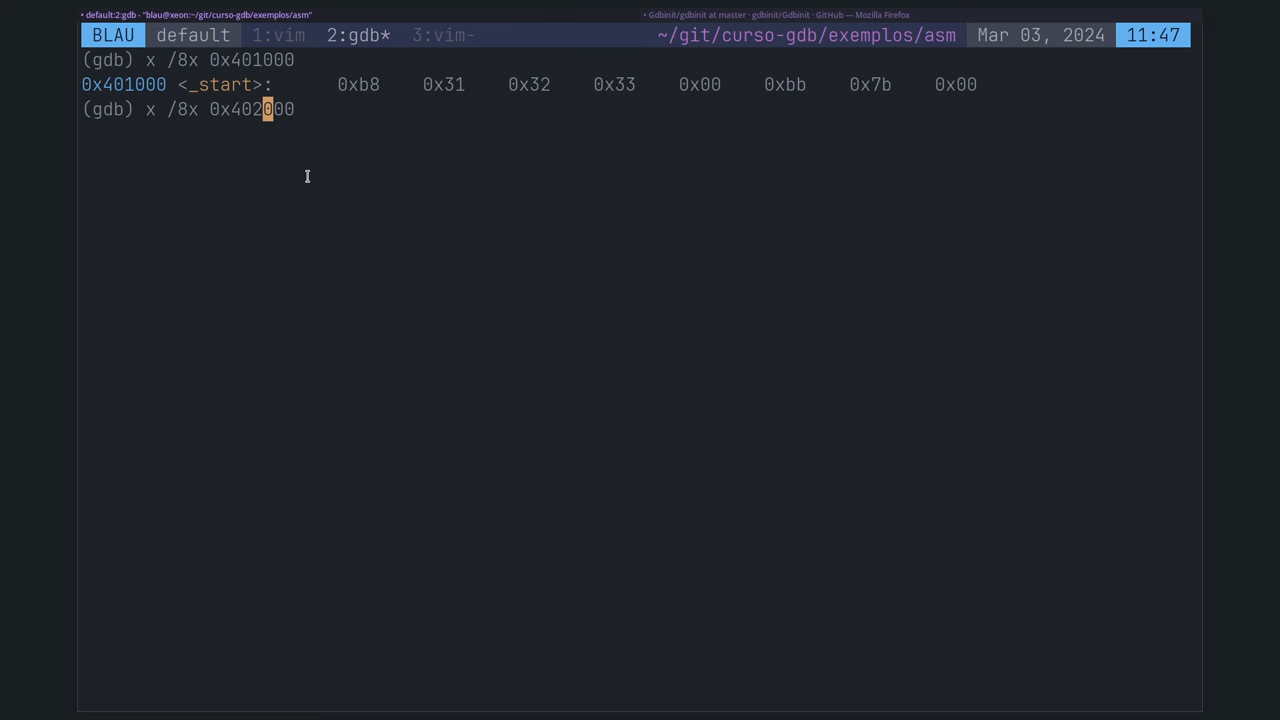 • default:2:gdb - "blau@xeon:~/git/curso-gdb/exemplos/asm"
• Gdbinit/gdbinit at master · gdbinit/Gdbinit · GitHub — Mozilla Firefox
BLAU default 1:vim 2:gdb* 3:vim- ~/git/curso-gdb/exemplos/asm Mar 03, 2024 11:47
(gdb) x /8x 0x401000
0x401000 <_start>: 0xb8 0x31 0x32 0x33 0x00 0xbb 0x7b 0x00
(gdb) x /8x 0x402000